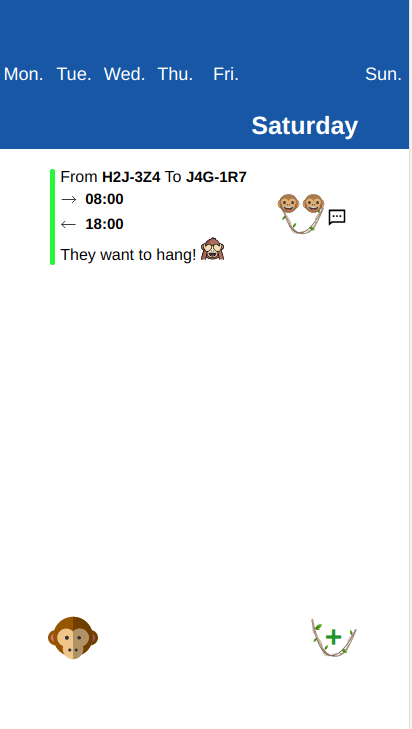 Mon. Tue. Wed. Thu. Fri. Sun.
Saturday
From H2J-3Z4 To J4G-1R7
→ 08:00
← 18:00
They want to hang! 🙈